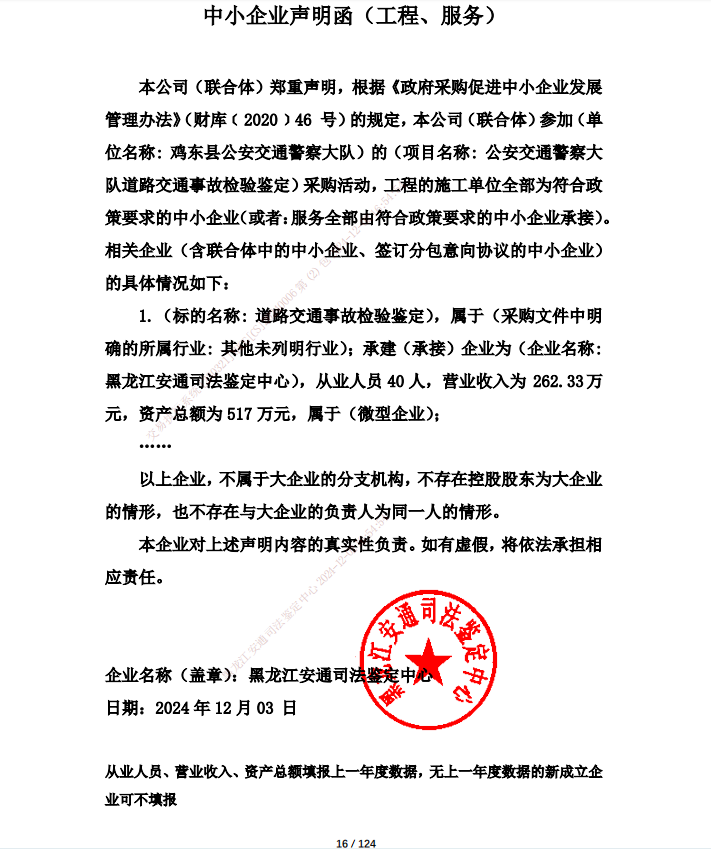 中小企业声明函（工程、服务）
本公司（联合体）郑重声明，根据《政府采购促进中小企业发展
管理办法》（财库﹝2020﹞46 号）的规定，本公司（联合体）参加（单
位名称：鸡东县公安交通警察大队）的（项目名称：公安交通警察大
队道路交通事故检验鉴定）采购活动，工程的施工单位全部为符合政
策要求的中小企业（或者：服务全部由符合政策要求的中小企业承接）。
相关企业（含联合体中的中小企业、签订分包意向协议的中小企业）
的具体情况如下：
1. （标的名称：道路交通事故检验鉴定），属于（采购文件中明
确的所属行业：其他未列明行业）；承建（承接）企业为（企业名称：
黑龙江安通司法鉴定中心），从业人员 40 人，营业收入为 262.33 万
元，资产总额为 517 万元，属于（微型企业）；
……
以上企业，不属于大企业的分支机构，不存在控股股东为大企业
的情形，也不存在与大企业的负责人为同一人的情形。
本企业对上述声明内容的真实性负责。如有虚假，将依法承担相
应责任。
企业名称（盖章）：黑龙江安通司法鉴定中心
日期：2024 年 12 月 03 日
黑龙江安通司法鉴定中心
从业人员、营业收入、资产总额填报上一年度数据，无上一年度数据的新成立企
业可不填报
16 / 124